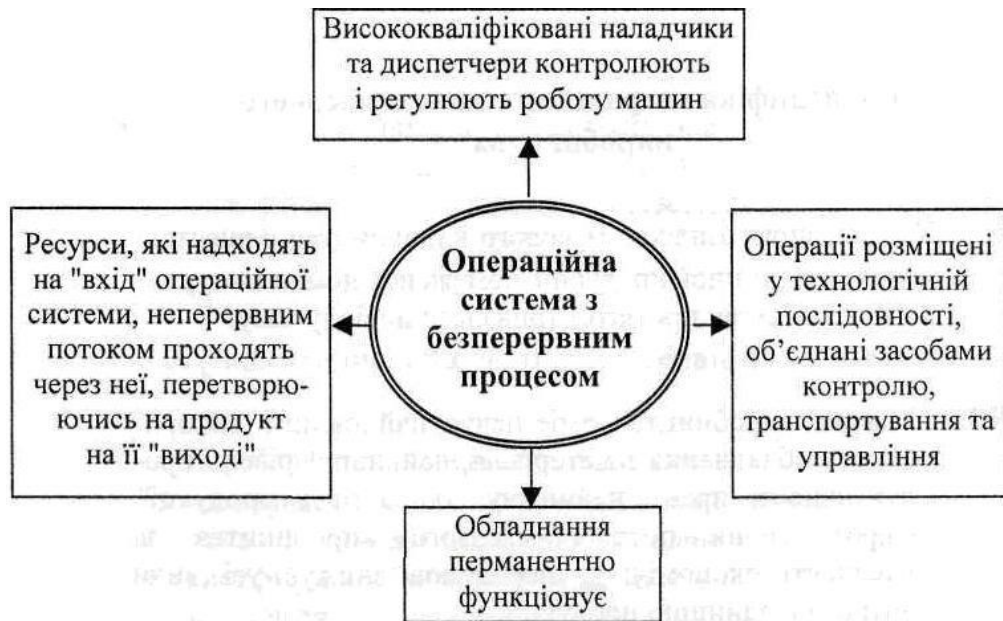 Висококваліфіковані наладчики
та диспетчери контролюють
і регулюють роботу машин
Ресурси, які надходять
на "вхід" операційної
системи, неперервним
потоком проходять
через неї, перетворю-
ючись на продукт
на її "виході"
Операційна
система з
безперервним
процесом
Операції розміщені
у технологічній
послідовності,
об’єднані засобами
контролю,
транспортування та
управління
Обладнання
перманентно
функціонує